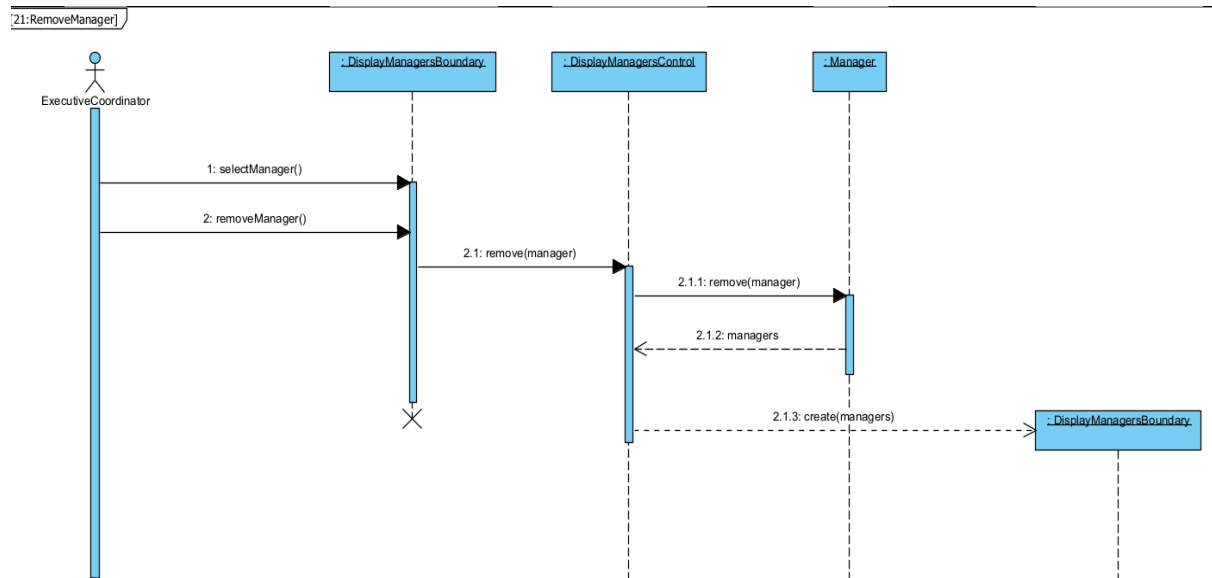 [21:RemoveManager]
: DisplayManagersBoundary
: DisplayManagersControl
: Manager
ExecutiveCoordinator
1: selectManager()
2: removeManager()
2.1: remove(manager)
2.1.1: remove(manager)
2.1.2: managers
2.1.3: create(managers)
: DisplayManagersBoundary